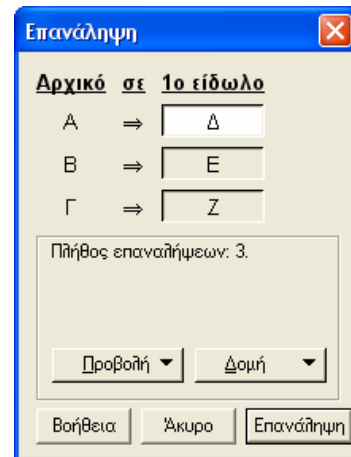 Επανάληψη
Αρχικό σε 1ο είδωλο
Α ⇒ Δ
Β ⇒ Ε
Γ ⇒ Ζ
Πλήθος επαναλήψεων: 3.
Προβολή Δομή
Βοήθεια Άκυρο Επανάληψη